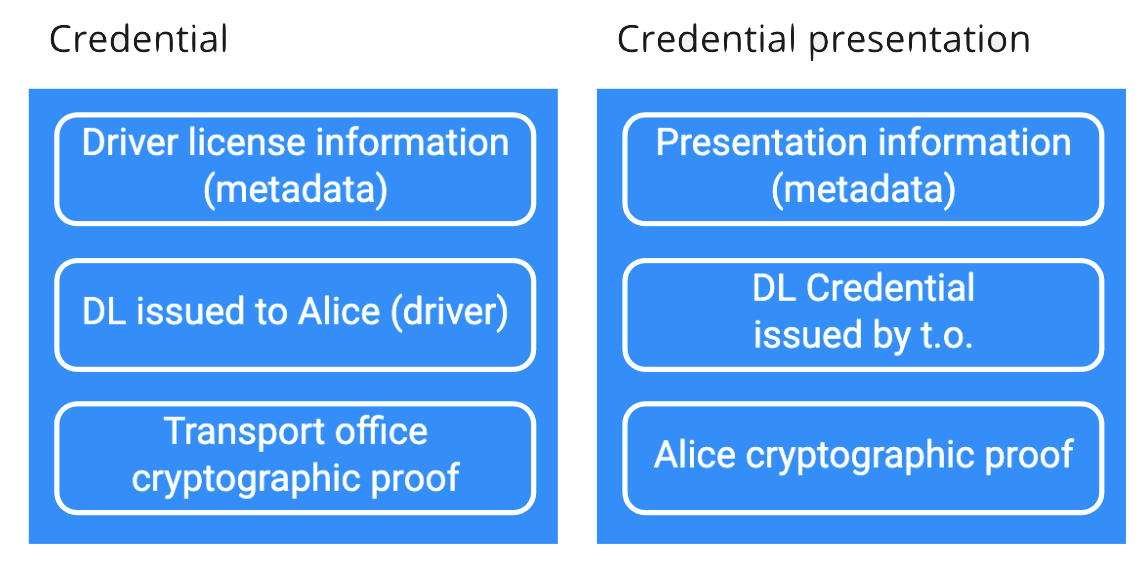 Credential
Driver license information
(metadata)
DL issued to Alice (driver)
Transport office
cryptographic proof
Credential presentation
Presentation information
(metadata)
DL Credential
issued by t.o.
Alice cryptographic proof